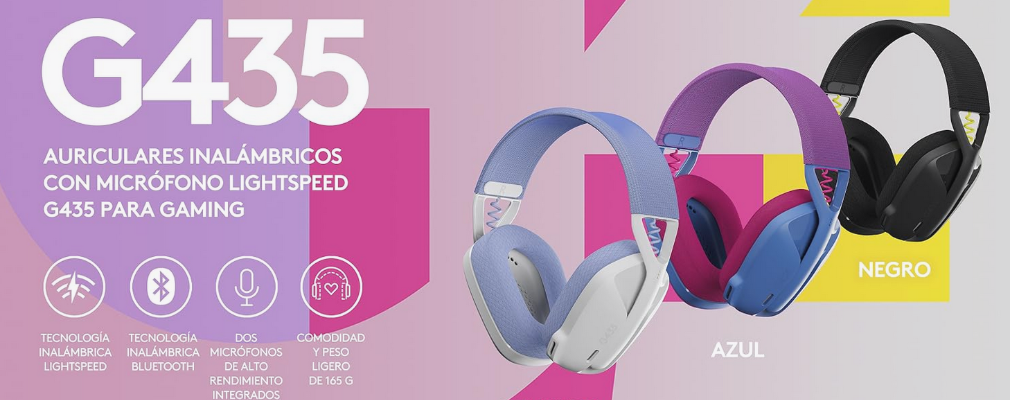 G435
AURICULARES INALÁMBRICOS
CON MICRÓFONO LIGHTSPEED
G435 PARA GAMING
TECNOLOGÍA
INALÁMBRICA
LIGHTSPEED
TECNOLOGÍA
INALÁMBRICA
BLUETOOTH
DOS
MICRÓFONOS
DE ALTO
RENDIMIENTO
INTEGRADOS
COMODIDAD
Y PESO
LIGERO
DE 165 G
NEGRO
AZUL
G435